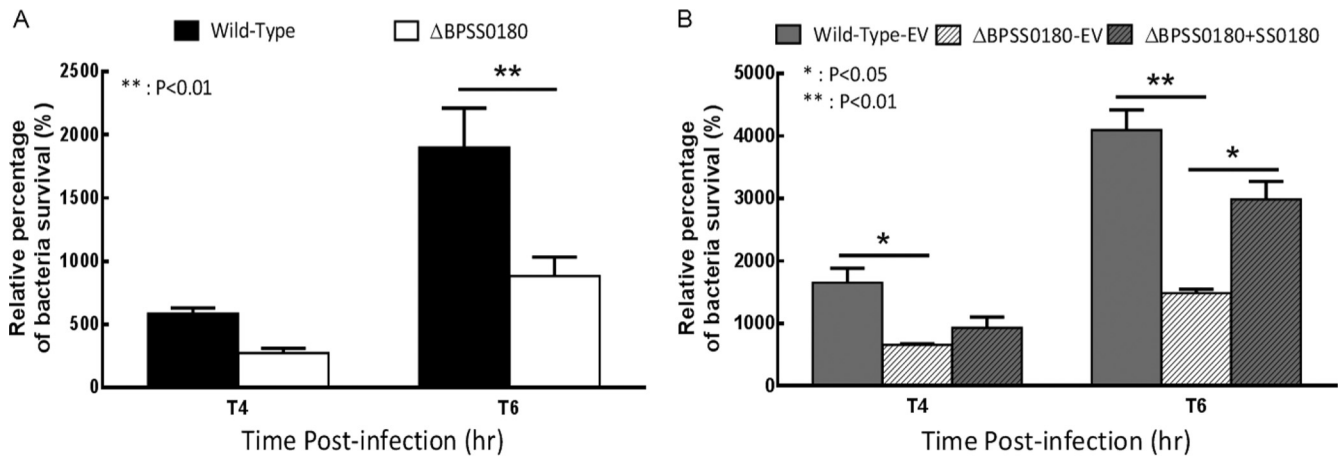 A
Wild-Type
ΔBPSS0180
** : P<0.01
**
Relative percentage
of bacteria survival (%)
2500
2000
1500
1000
500
0
T4
T6
Time Post-infection (hr)
B
Wild-Type-EV
ΔBPSS0180-EV
ΔBPSS0180+SS0180
* : P<0.05
** : P<0.01
*
**
*
Relative percentage
of bacteria survival (%)
5000
4000
3000
2000
1000
0
T4
T6
Time Post-infection (hr)